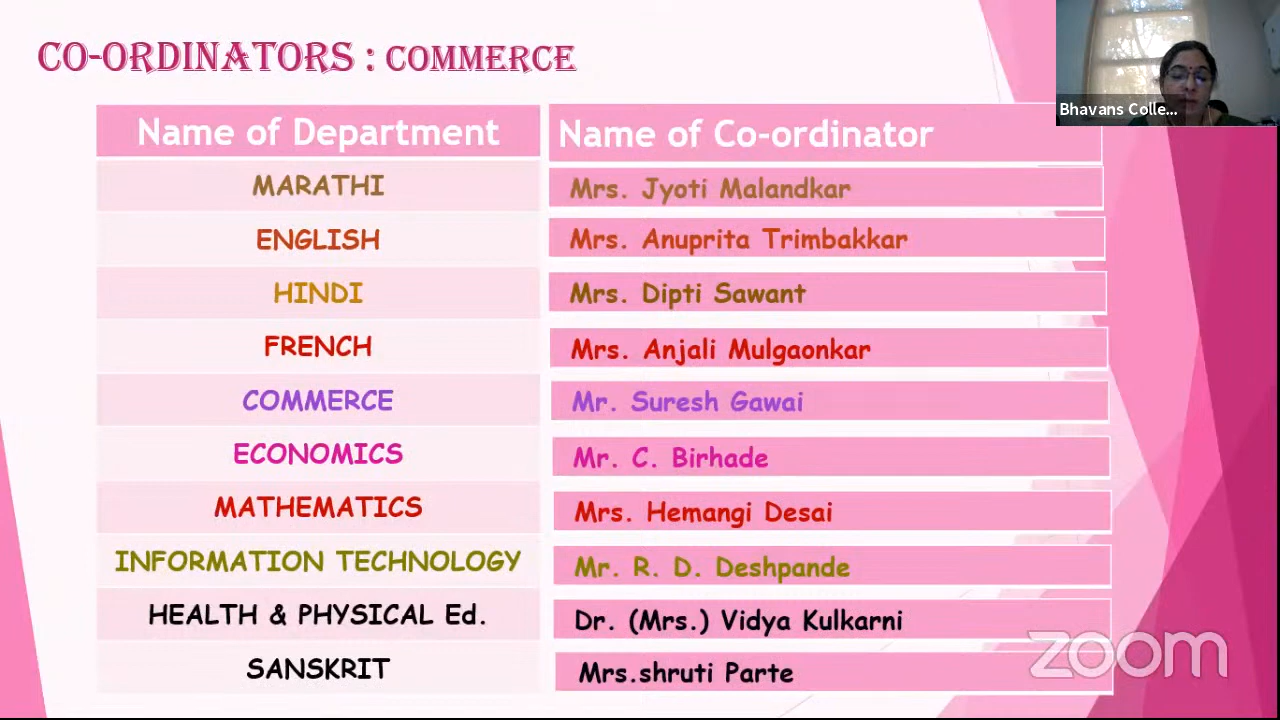 CO-ORDINATORS : COMMERCE
Bhavans Colle...
Name of Department Name of Co-ordinator
MARATHI Mrs. Jyoti Malandkar
ENGLISH Mrs. Anuprita Trimbakkar
HINDI Mrs. Dipti Sawant
FRENCH Mrs. Anjali Mulgaonkar
COMMERCE Mr. Suresh Gawai
ECONOMICS Mr. C. Birhade
MATHEMATICS Mrs. Hemangi Desai
INFORMATION TECHNOLOGY Mr. R. D. Deshpande
HEALTH & PHYSICAL Ed. Dr. (Mrs.) Vidya Kulkarni
SANSKRIT Mrs.shruti Parte
zoom